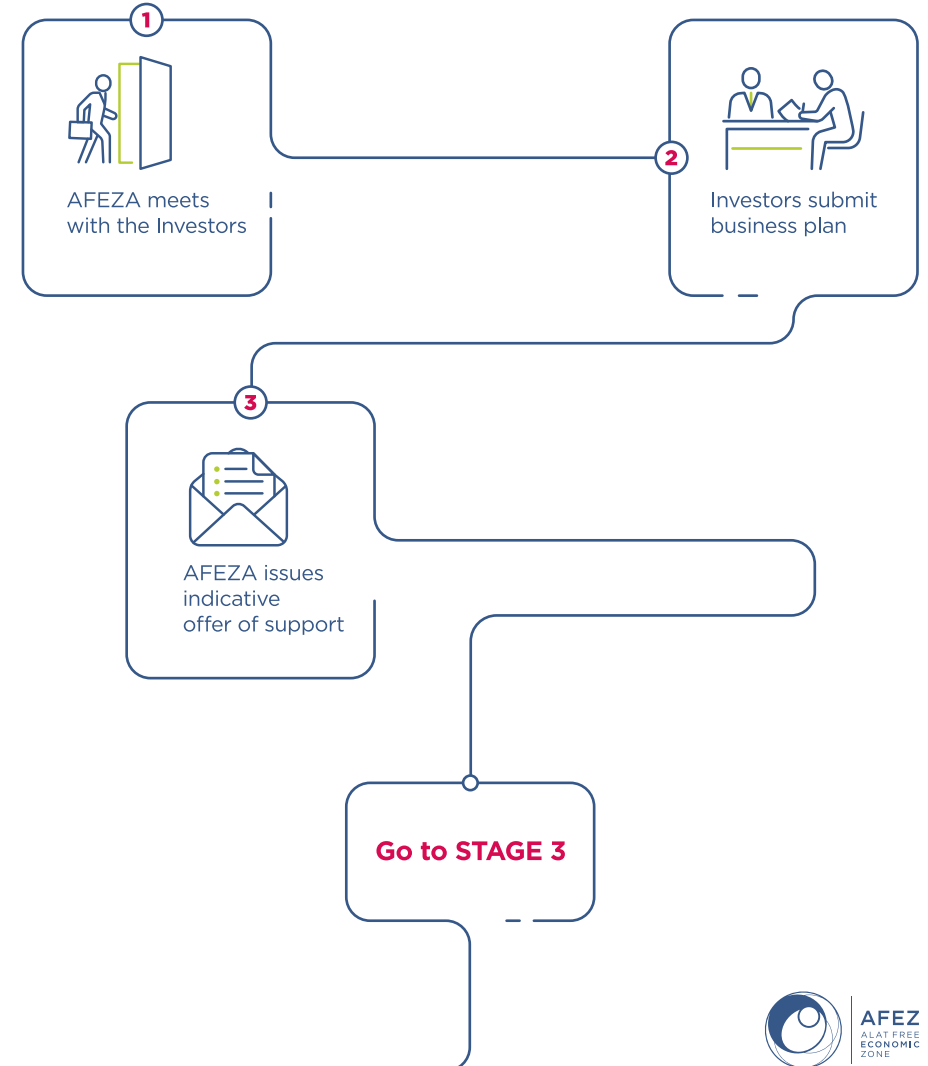 1
AFEZA meets
with the Investors
2
Investors submit
business plan
3
AFEZA issues
indicative
offer of support
Go to STAGE 3
AFEZ
ALAT FREE
ECONOMIC
ZONE